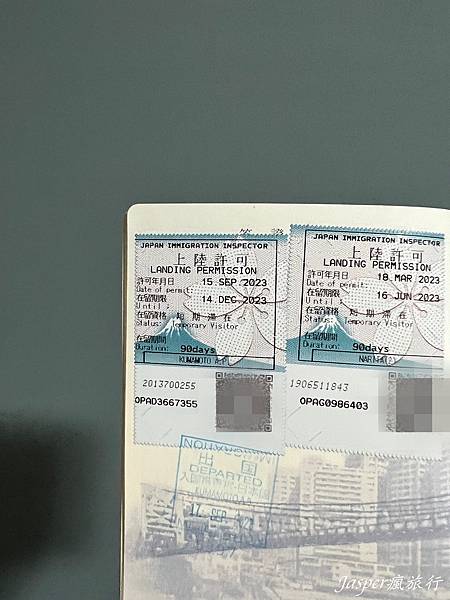 簽 證
JAPAN IMMIGRATION INSPECTOR
上陸許可
LANDING PERMISSION
許可年月日 15 SEP. 2023
Date of permit:
在留期限 14 DEC. 2023
Until :
在留資格 短 期 滞 在
Status: Temporary Visitor
在留期間
Duration: 90days
KUMAMOTO A.P.
2013700255
OPAD3667355
JAPAN IMMIGRATION INSPECTOR
上陸許可
LANDING PERMISSION
許可年月日 18 MAR 2023
Date of permit:
在留期限 16 JUN 2023
Until :
在留資格 短 期 滞 在
Status: Temporary Visitor
在留期間
Duration: 90days
1906511843
OPAG0986403
出 国
DEPARTED
17. SEP.
Jasper瘋旅行